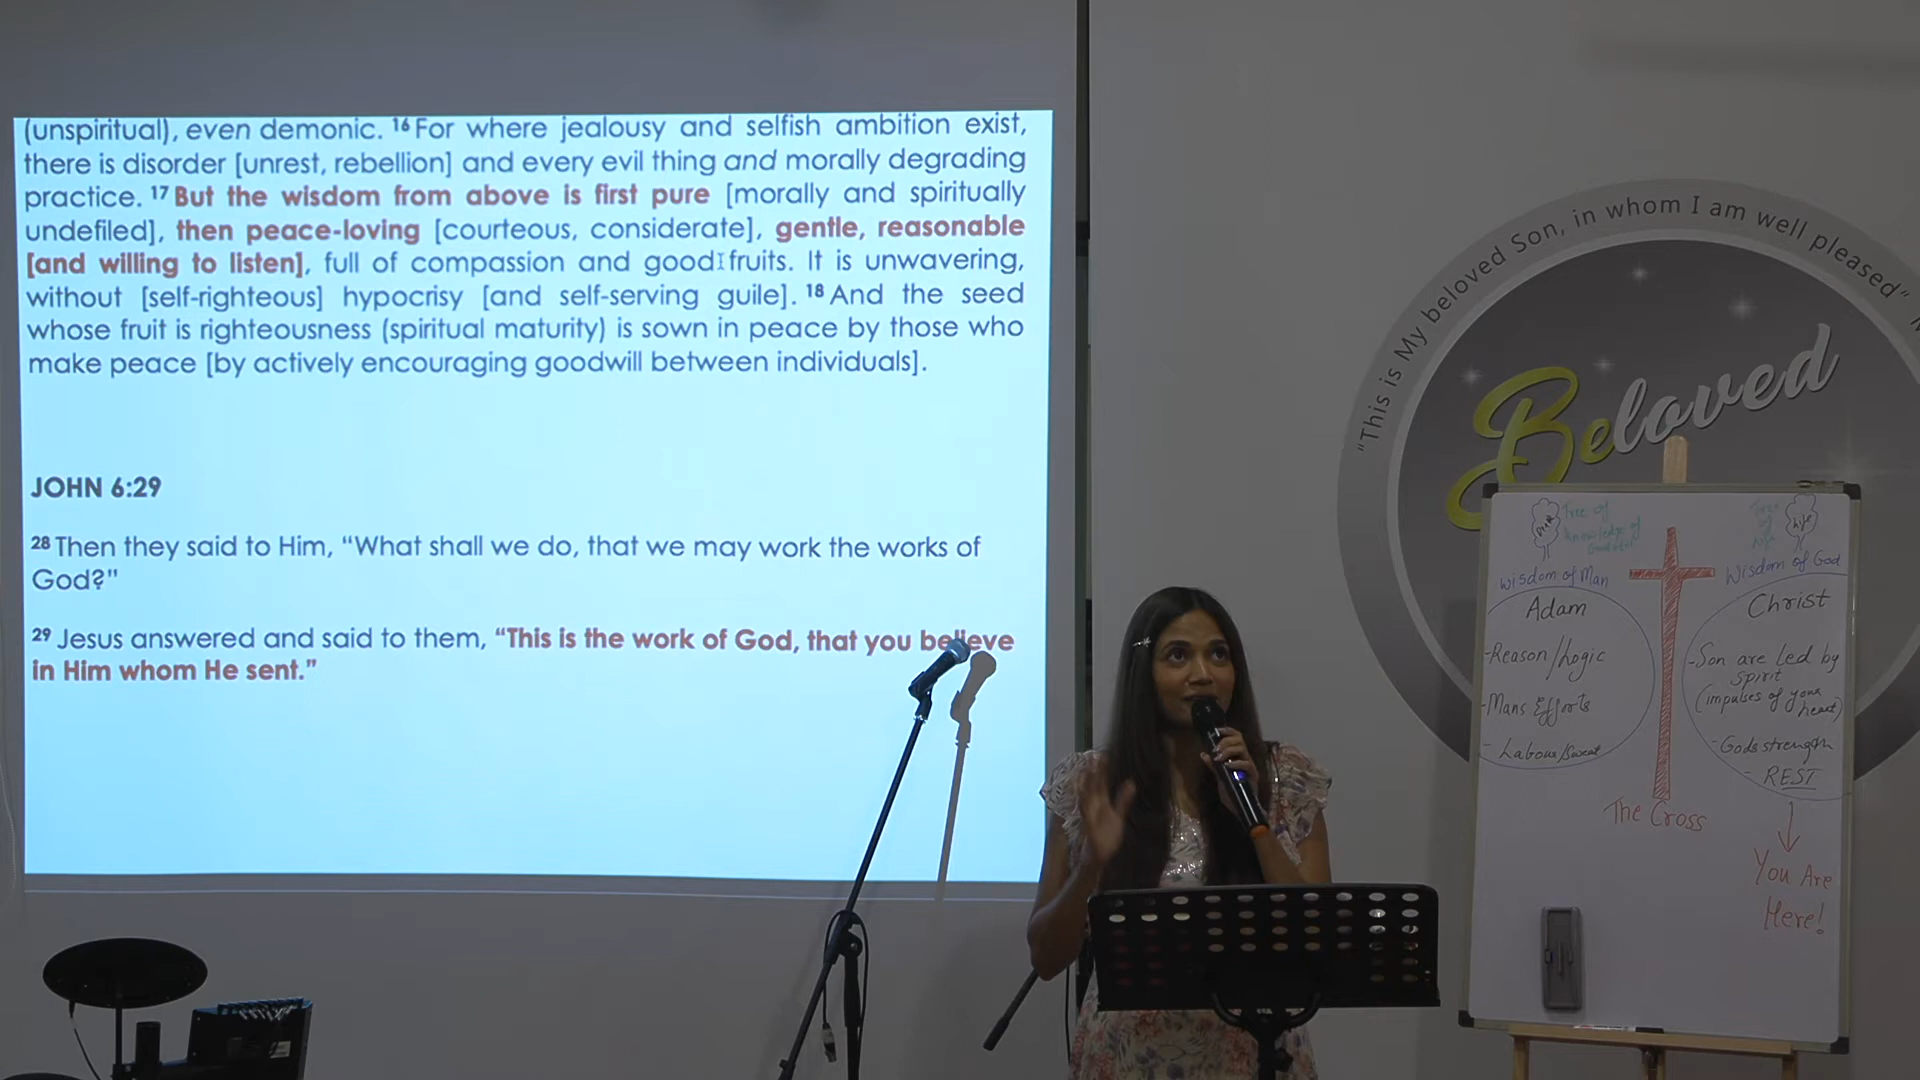 (unspiritual), even demonic. 16 For where jealousy and selfish ambition exist,
there is disorder [unrest, rebellion] and every evil thing and morally degrading
practice. 17 But the wisdom from above is first pure [morally and spiritually
undefiled], then peace-loving [courteous, considerate], gentle, reasonable
[and willing to listen], full of compassion and good fruits. It is unwavering,
without [self-righteous] hypocrisy [and self-serving guile]. 18 And the seed
whose fruit is righteousness (spiritual maturity) is sown in peace by those who
make peace [by actively encouraging goodwill between individuals].
JOHN 6:29
28 Then they said to Him, “What shall we do, that we may work the works of
God?”
29 Jesus answered and said to them, “This is the work of God, that you believe
in Him whom He sent.”
“This is My beloved Son, in whom I am well pleased”
Beloved
Tree of
knowledge of
Wisdom of Man
Adam
-Reason/Logic
-Mans Efforts
- Labour/Sweat
The Cross
Tree
of
life
Wisdom of God
Christ
-Son are led by
spirit
(impulses of your
heart)
-Gods strength
- REST
You Are
Here!